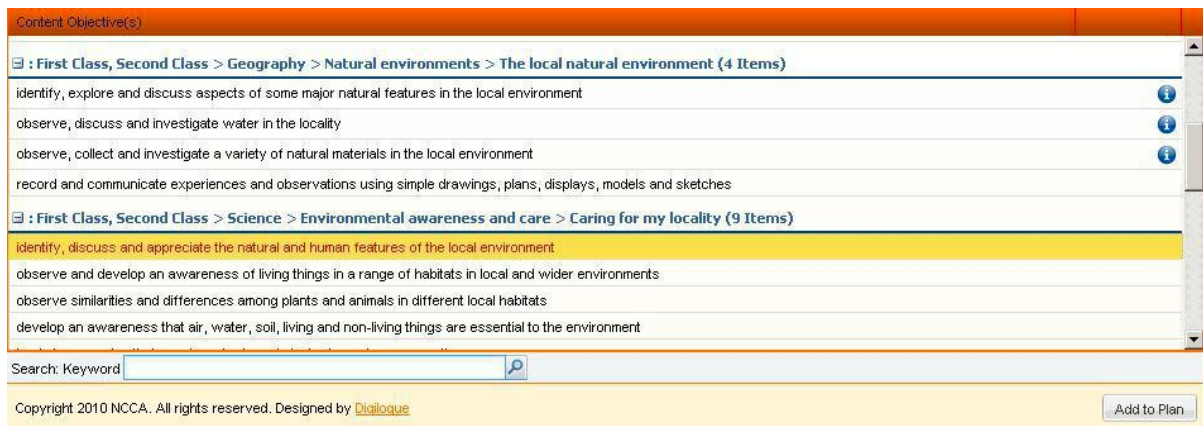 Content Objective(s)
: First Class, Second Class > Geography > Natural environments > The local natural environment (4 Items)
identify, explore and discuss aspects of some major natural features in the local environment
observe, discuss and investigate water in the locality
observe, collect and investigate a variety of natural materials in the local environment
record and communicate experiences and observations using simple drawings, plans, displays, models and sketches
: First Class, Second Class > Science > Environmental awareness and care > Caring for my locality (9 Items)
identify, discuss and appreciate the natural and human features of the local environment
observe and develop an awareness of living things in a range of habitats in local and wider environments
observe similarities and differences among plants and animals in different local habitats
develop an awareness that air, water, soil, living and non-living things are essential to the environment
Search: Keyword
Copyright 2010 NCCA. All rights reserved. Designed by Digilogue
Add to Plan